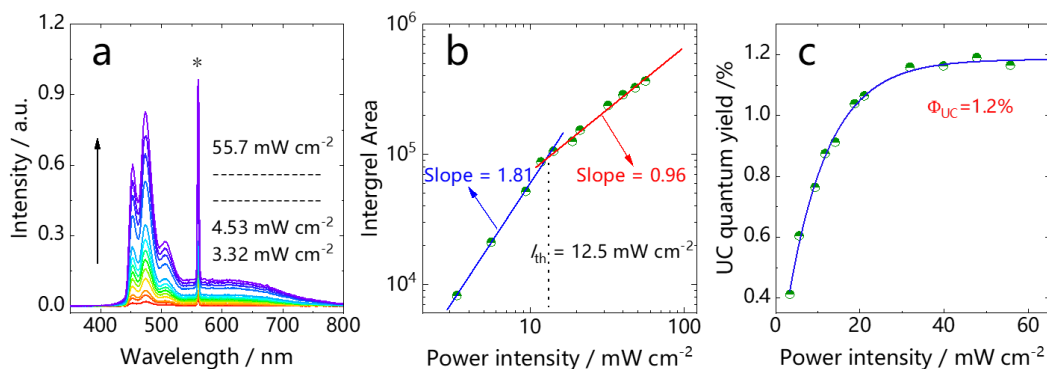 a
*
55.7 mW cm⁻²
4.53 mW cm⁻²
3.32 mW cm⁻²
Intensity / a.u.
1.2
0.9
0.6
0.3
0.0
400
500
600
700
800
Wavelength / nm
b
Slope = 1.81
Slope = 0.96
I_th = 12.5 mW cm⁻²
Intergrel Area
10⁶
10⁵
10⁴
10
100
Power intensity / mW cm⁻²
c
Φ_UC=1.2%
UC quantum yield /%
1.2
1.0
0.8
0.6
0.4
0
20
40
60
Power intensity / mW cm⁻²